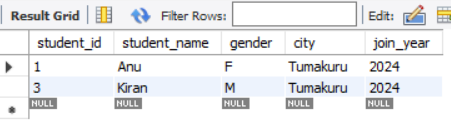 Result Grid Filter Rows: Edit:
student_id student_name gender city join_year
1 Anu F Tumakuru 2024
3 Kiran M Tumakuru 2024
NULL NULL NULL NULL NULL